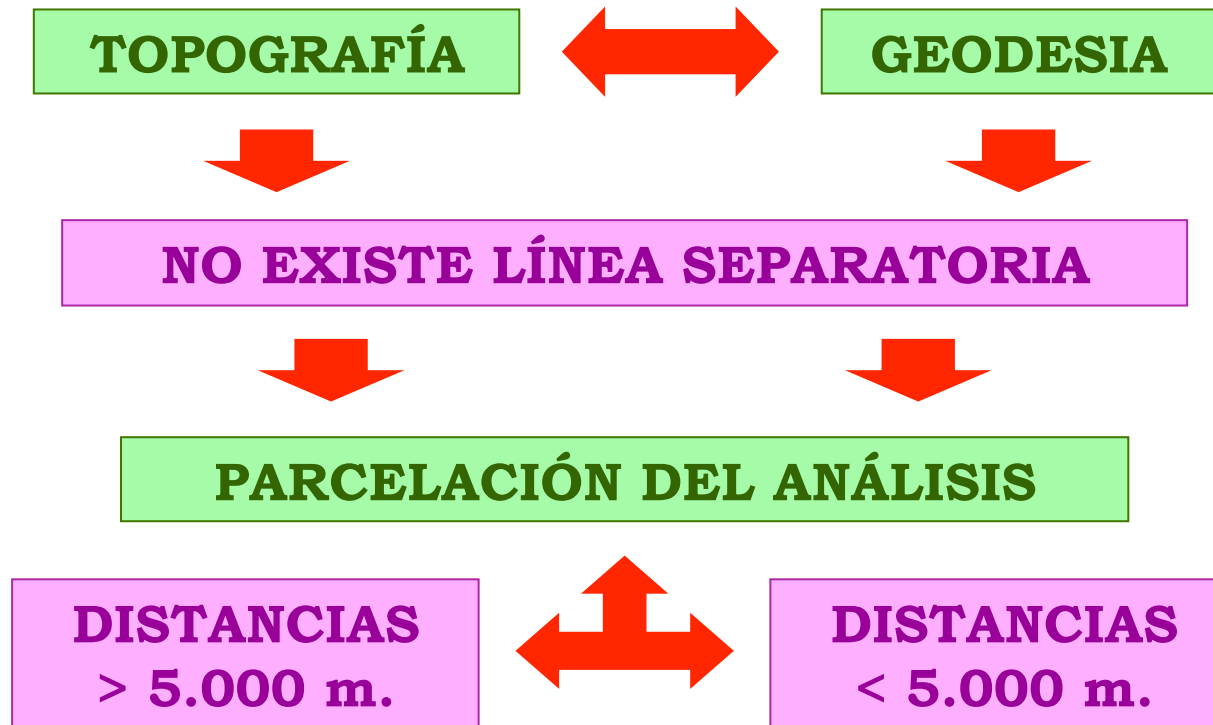 TOPOGRAFÍA
GEODESIA
NO EXISTE LÍNEA SEPARATORIA
PARCELACIÓN DEL ANÁLISIS
DISTANCIAS
> 5.000 m.
DISTANCIAS
< 5.000 m.